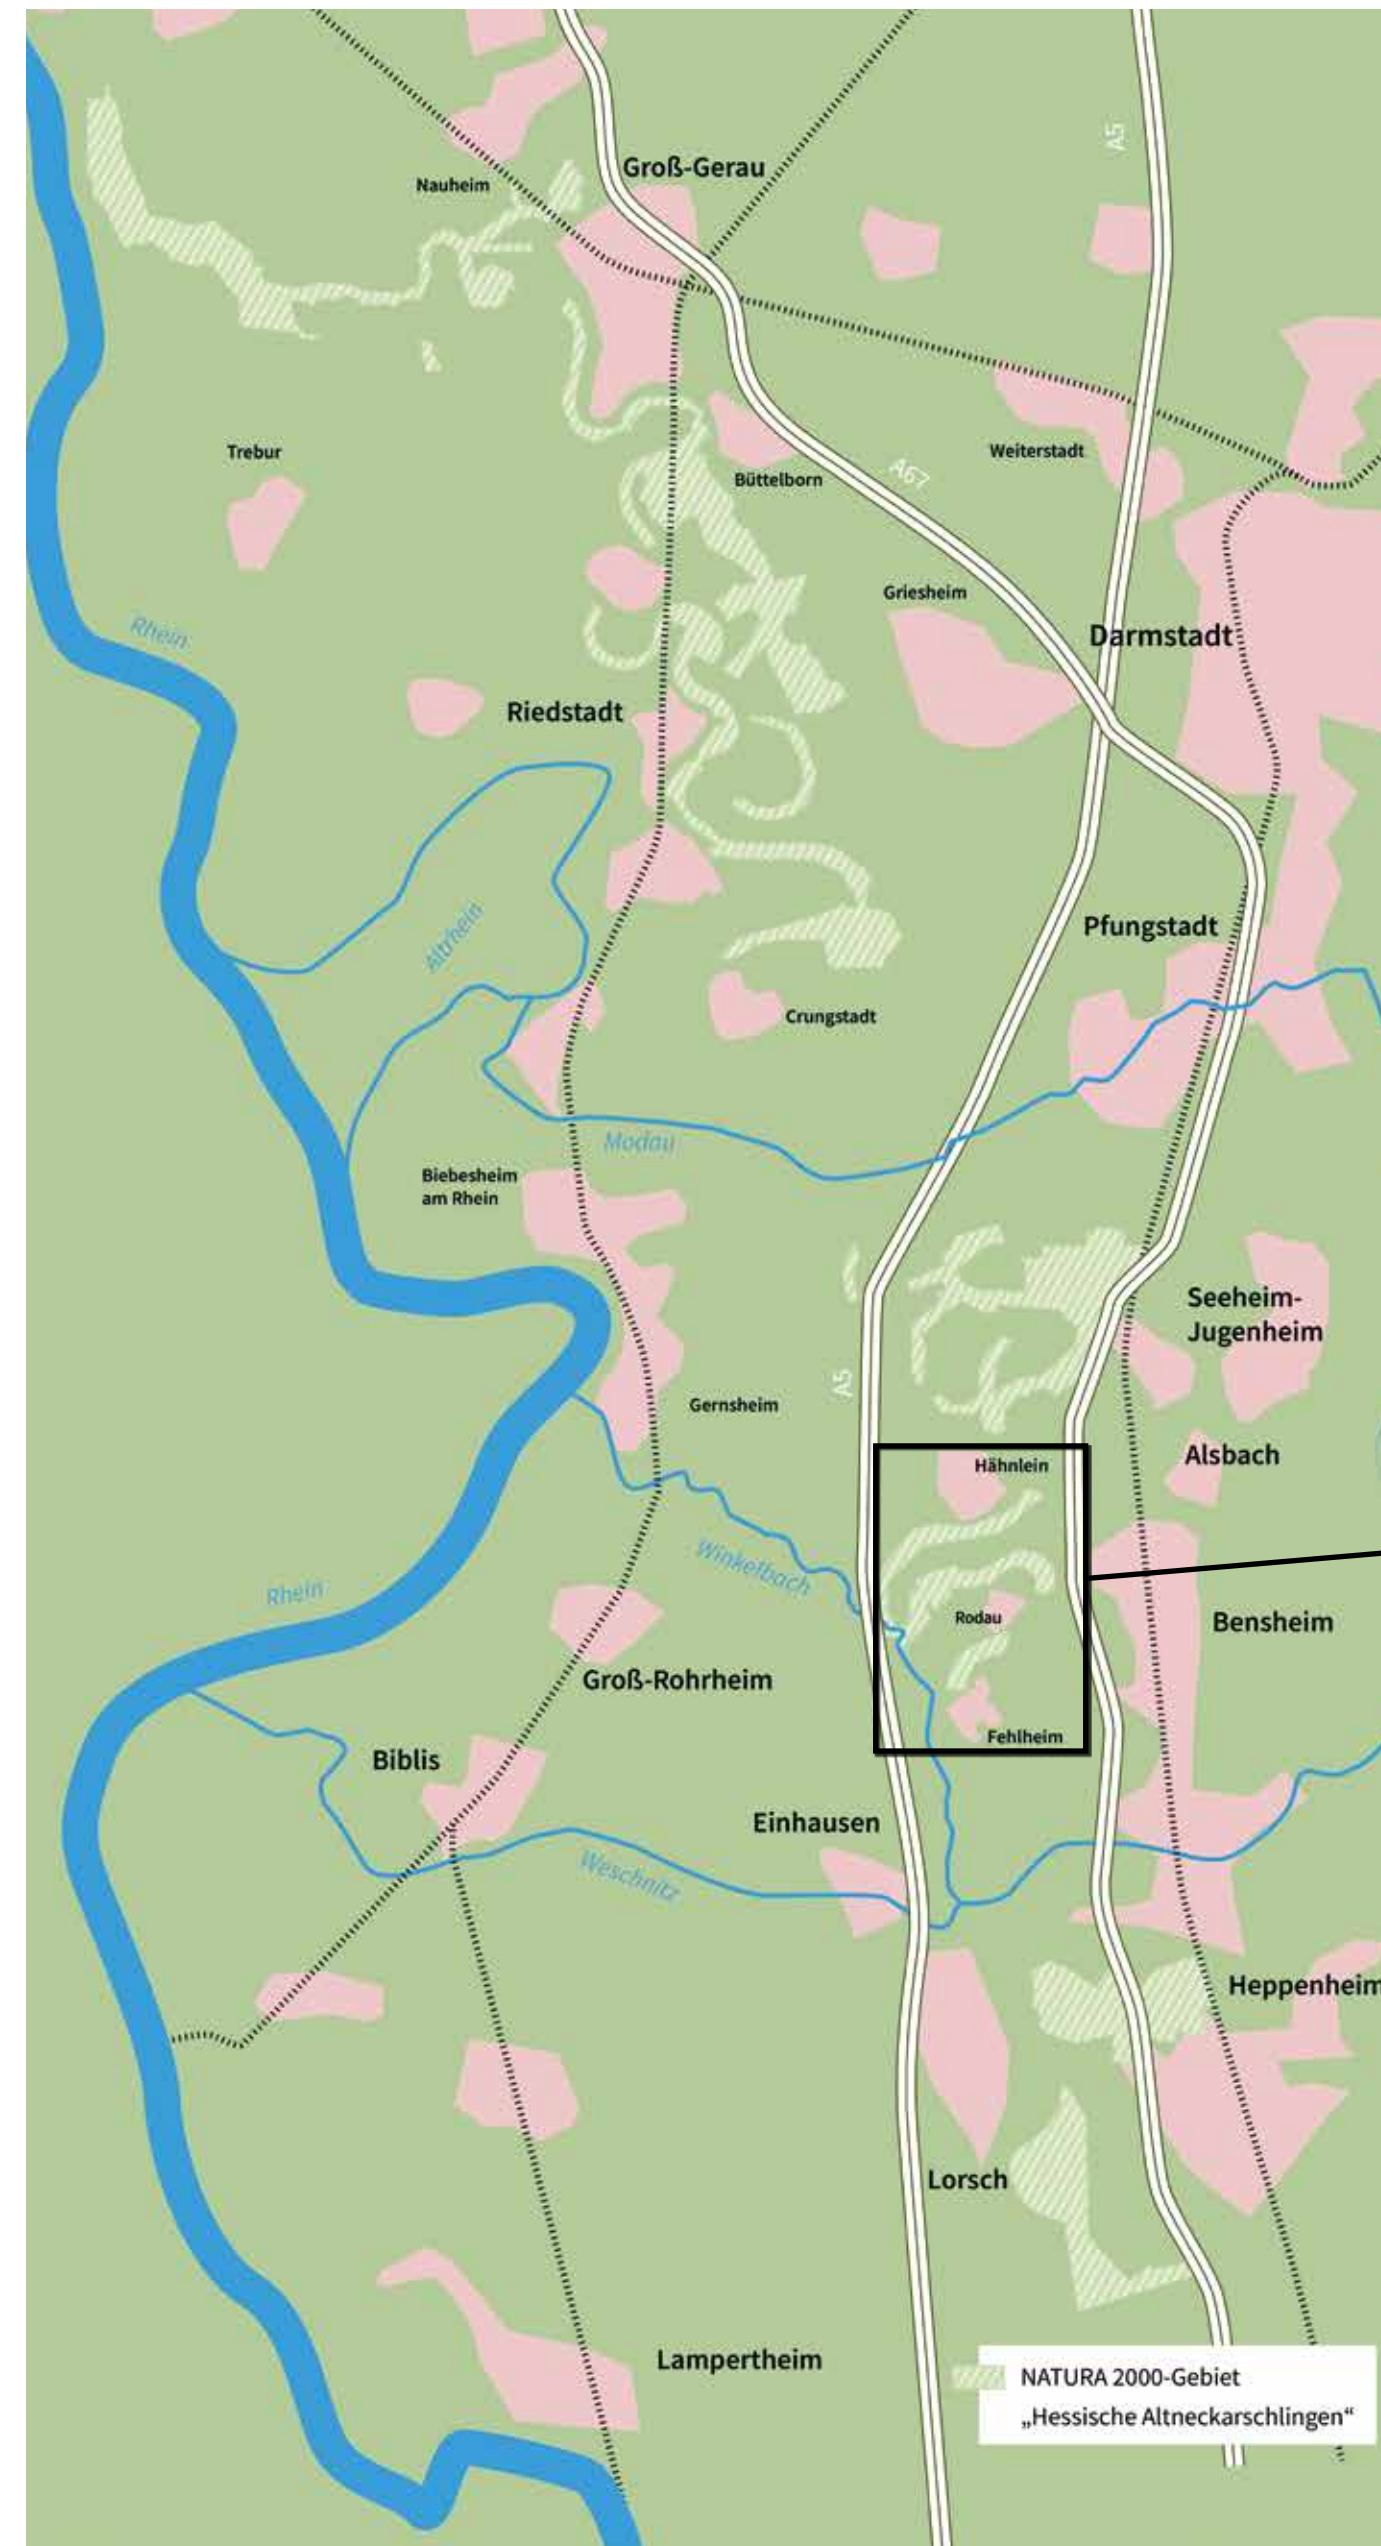 A5
Groß-Gerau
Nauheim
Trebur
Büttelborn
A67
Weiterstadt
Griesheim
Darmstadt
Rhein
Riedstadt
Altrhein
Pfungstadt
Crungstadt
Modau
Biebesheim
am Rhein
Seeheim-
Jugenheim
A5
Gernsheim
Alsbach
Hähnlein
Winkelbach
Rhein
Rodau
Bensheim
Groß-Rohrheim
Fehlheim
Biblis
Einhausen
Weschnitz
Heppenheim
Lorsch
Lampertheim
NATURA 2000-Gebiet
„Hessische Altneckarschlingen“